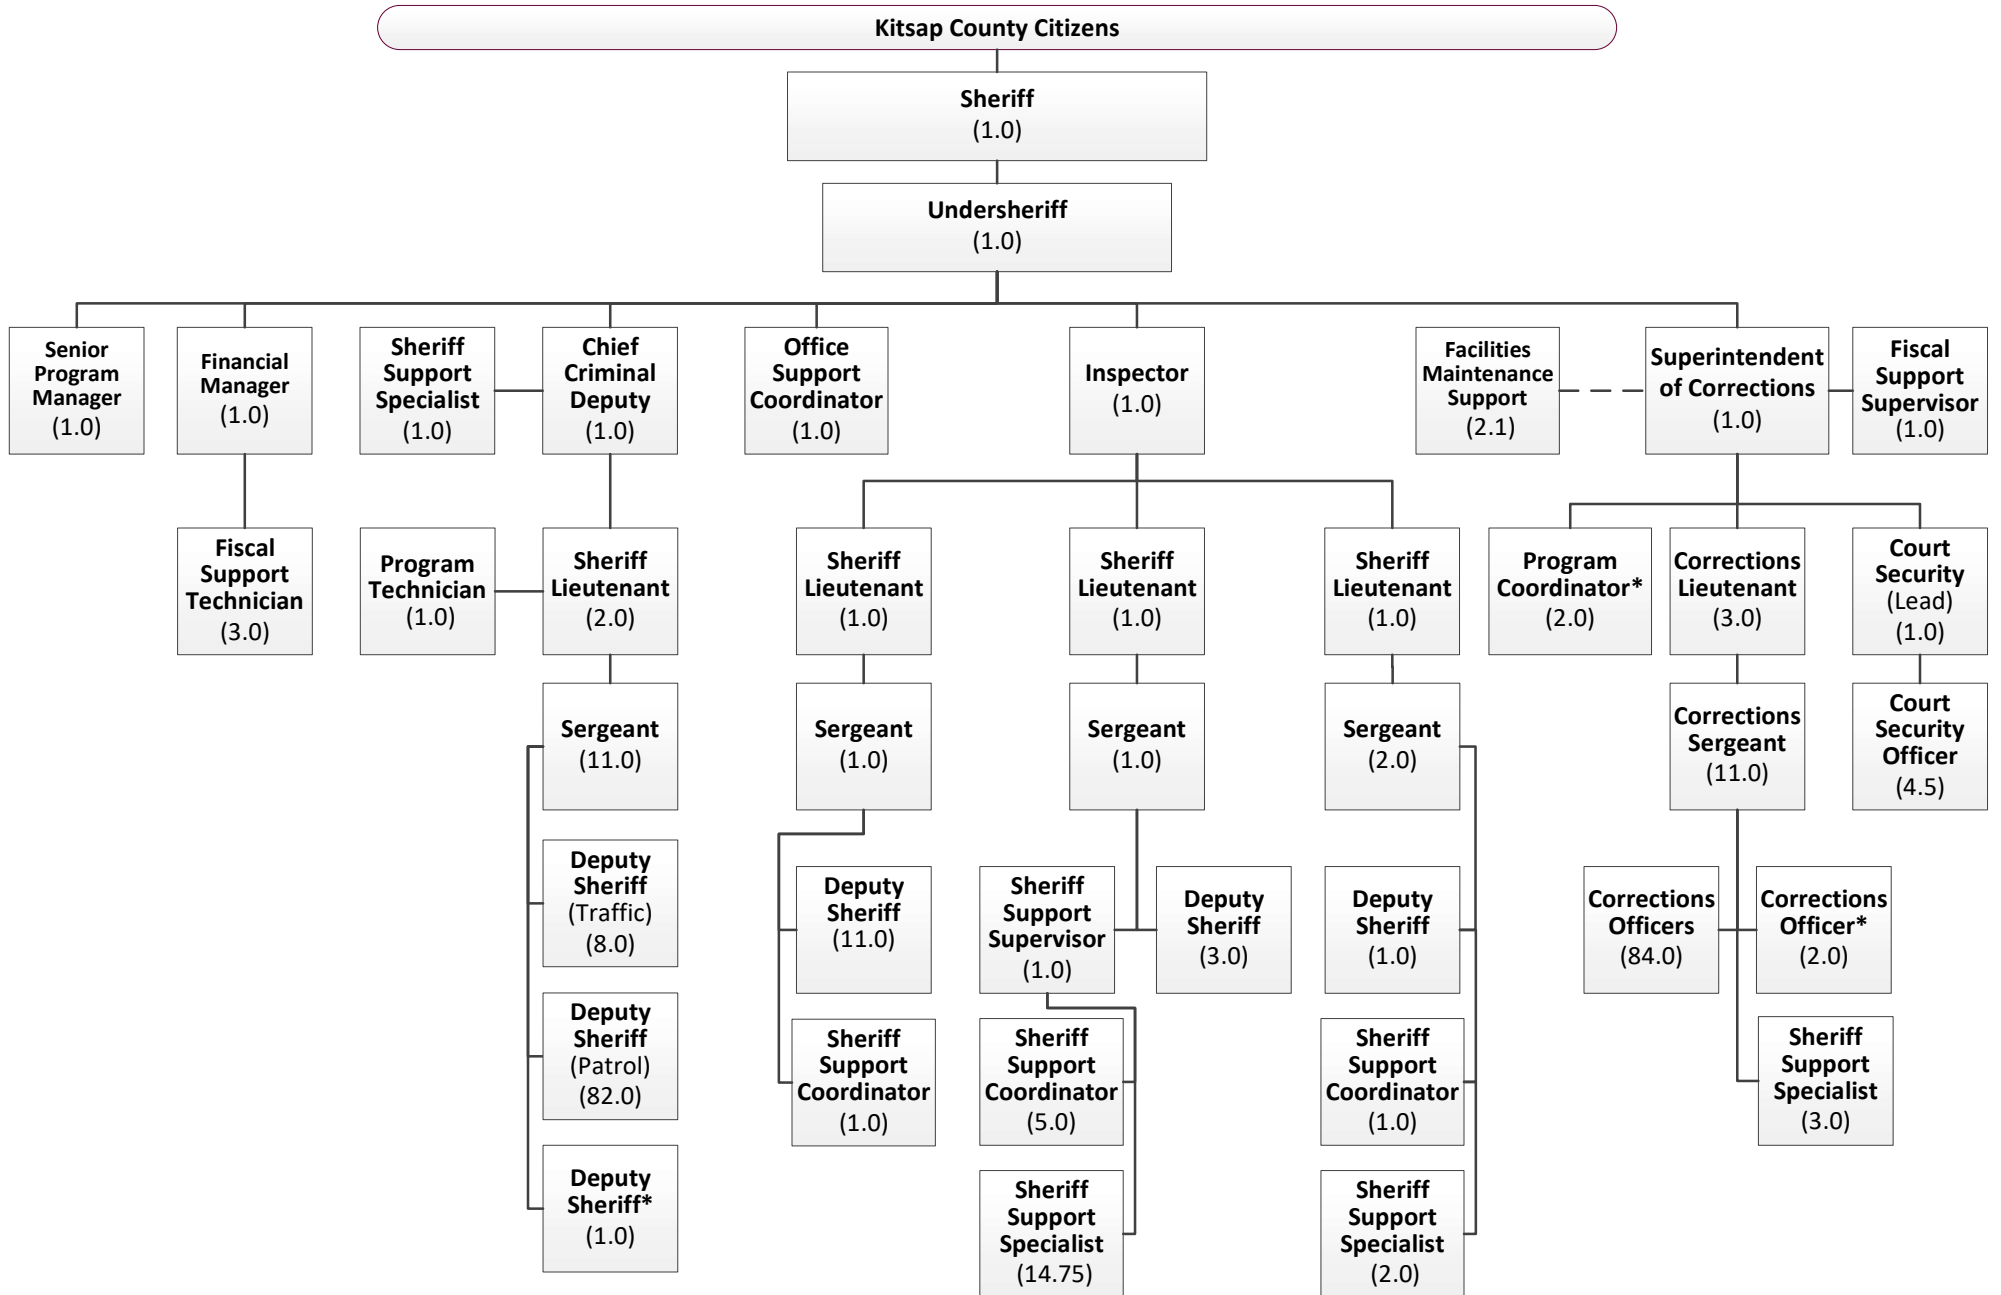 Kitsap County Citizens
Sheriff
(1.0)
Undersheriff
(1.0)
Senior
Program
Manager
(1.0)
Financial
Manager
(1.0)
Sheriff
Support
Specialist
(1.0)
Chief
Criminal
Deputy
(1.0)
Office
Support
Coordinator
(1.0)
Inspector
(1.0)
Facilities
Maintenance
Support
(2.1)
Superintendent
of Corrections
(1.0)
Fiscal
Support
Supervisor
(1.0)
Fiscal
Support
Technician
(3.0)
Program
Technician
(1.0)
Sheriff
Lieutenant
(2.0)
Sheriff
Lieutenant
(1.0)
Sheriff
Lieutenant
(1.0)
Sheriff
Lieutenant
(1.0)
Program
Coordinator*
(2.0)
Corrections
Lieutenant
(3.0)
Court
Security
(Lead)
(1.0)
Sergeant
(11.0)
Sergeant
(1.0)
Sergeant
(1.0)
Sergeant
(2.0)
Corrections
Sergeant
(11.0)
Court
Security
Officer
(4.5)
Deputy
Sheriff
(Traffic)
(8.0)
Deputy
Sheriff
(11.0)
Sheriff
Support
Supervisor
(1.0)
Deputy
Sheriff
(3.0)
Deputy
Sheriff
(1.0)
Corrections
Officers
(84.0)
Corrections
Officer*
(2.0)
Deputy
Sheriff
(Patrol)
(82.0)
Sheriff
Support
Coordinator
(1.0)
Sheriff
Support
Coordinator
(5.0)
Sheriff
Support
Coordinator
(1.0)
Sheriff
Support
Specialist
(3.0)
Deputy
Sheriff*
(1.0)
Sheriff
Support
Specialist
(14.75)
Sheriff
Support
Specialist
(2.0)